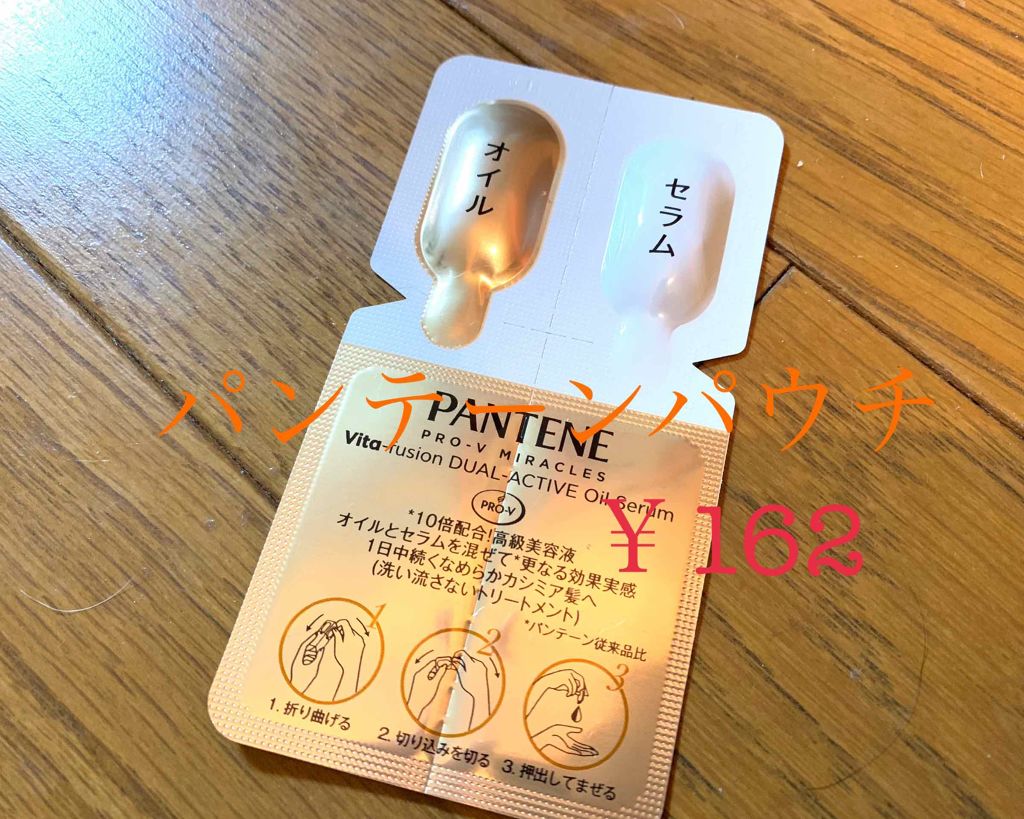 オイル
セラム
パンテーンパウチ
PANTENE
PRO-V MIRACLES
Vita-fusion DUAL-ACTIVE Oil Serum
PRO-V
¥162
*10倍配合!高級美容液
オイルとセラムを混ぜて*更なる効果実感
1日中続くなめらかカシミア髪へ
(洗い流さないトリートメント)
*パンテーン従来品比
1
2
3
1. 折り曲げる
2. 切り込みを切る
3. 押出してまぜる